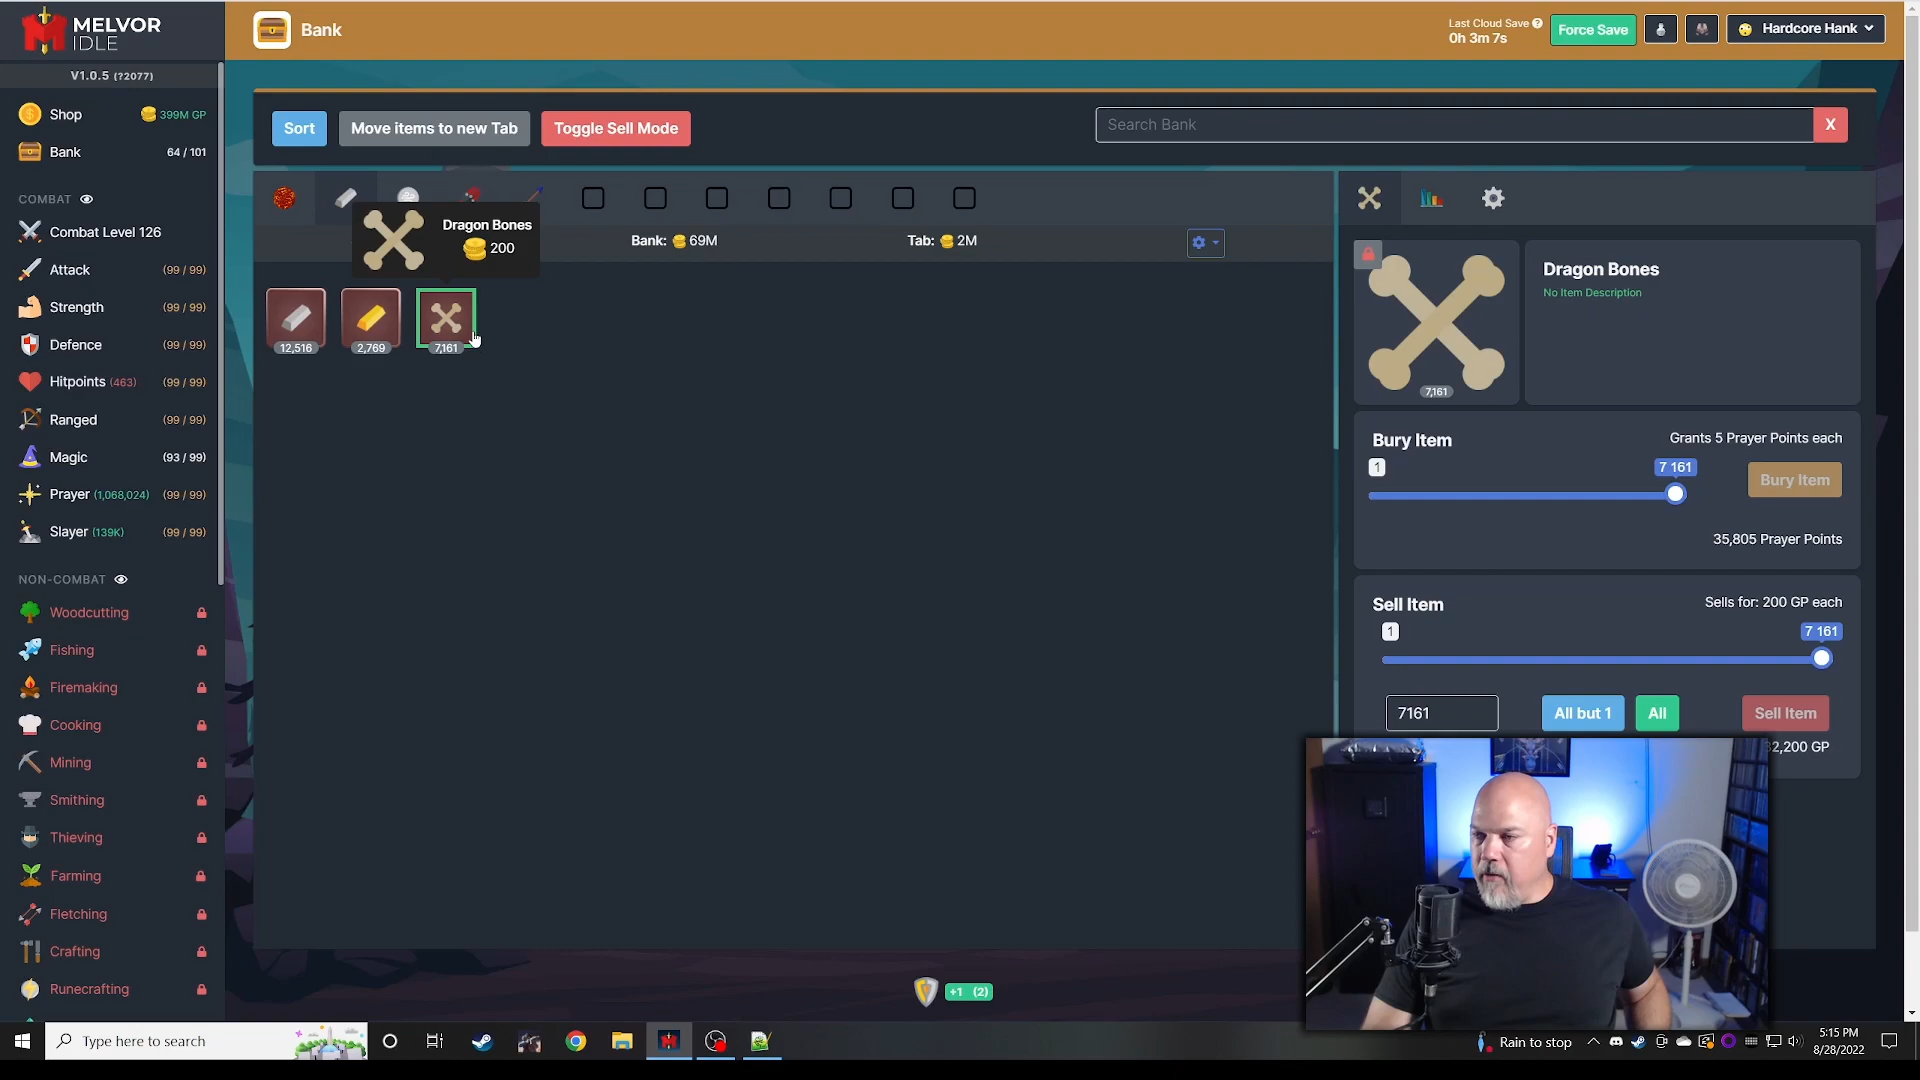 MELVOR
IDLE
V1.0.5 (?2077)
Shop 399M GP
Bank 64 / 101
COMBAT
Combat Level 126
Attack (99 / 99)
Strength (99 / 99)
Defence (99 / 99)
Hitpoints (463) (99 / 99)
Ranged (99 / 99)
Magic (93 / 99)
Prayer (1,068,024) (99 / 99)
Slayer (139K) (99 / 99)
NON-COMBAT
Woodcutting
Fishing
Firemaking
Cooking
Mining
Smithing
Thieving
Farming
Fletching
Crafting
Runecrafting
Bank
Last Cloud Save
0h 3m 7s
Force Save
Hardcore Hank
Sort
Move items to new Tab
Toggle Sell Mode
Search Bank
X
Dragon Bones
200
Bank: 69M
Tab: 2M
12,516
2,769
7,161
Dragon Bones
No Item Description
7,161
Bury Item
Grants 5 Prayer Points each
1
7 161
Bury Item
35,805 Prayer Points
Sell Item
Sells for: 200 GP each
1
7 161
7161
All but 1
All
Sell Item
32,200 GP
+1 (2)
Type here to search
Rain to stop
5:15 PM
8/28/2022